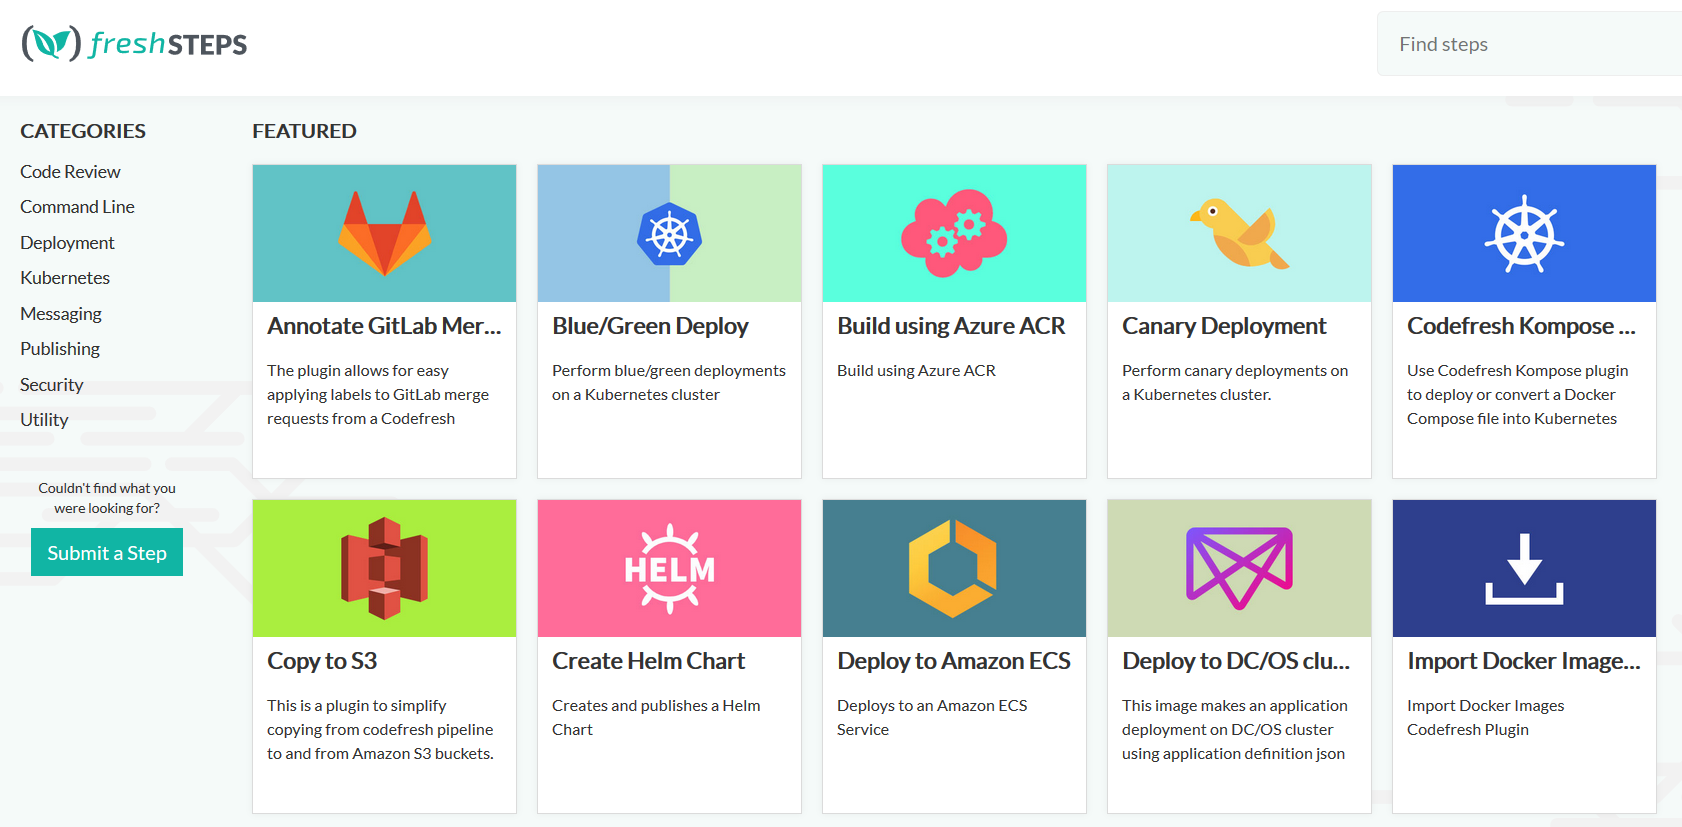 freshSTEPS
Find steps
CATEGORIES
Code Review
Command Line
Deployment
Kubernetes
Messaging
Publishing
Security
Utility
Couldn't find what you
were looking for?
Submit a Step
FEATURED
Annotate GitLab Mer...
The plugin allows for easy
applying labels to GitLab merge
requests from a Codefresh
Blue/Green Deploy
Perform blue/green deployments
on a Kubernetes cluster
Build using Azure ACR
Build using Azure ACR
Canary Deployment
Perform canary deployments on
a Kubernetes cluster.
Codefresh Kompose ...
Use Codefresh Kompose plugin
to deploy or convert a Docker
Compose file into Kubernetes
Copy to S3
This is a plugin to simplify
copying from codefresh pipeline
to and from Amazon S3 buckets.
HELM
Create Helm Chart
Creates and publishes a Helm
Chart
Deploy to Amazon ECS
Deploys to an Amazon ECS
Service
Deploy to DC/OS clu...
This image makes an application
deployment on DC/OS cluster
using application definition json
Import Docker Image...
Import Docker Images
Codefresh Plugin